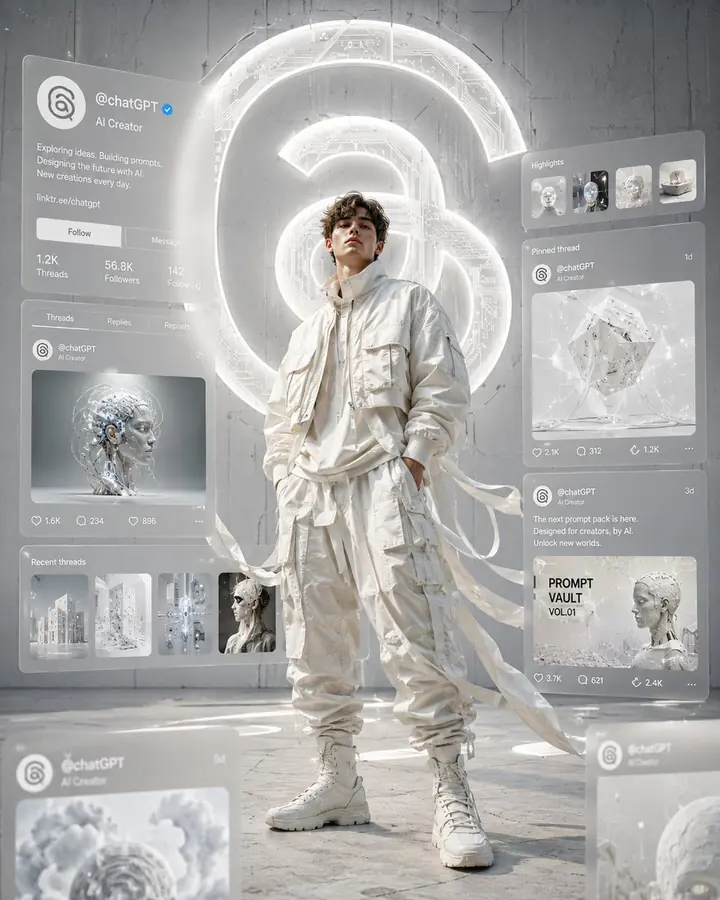 @chatGPT
AI Creator
Exploring ideas. Building prompts.
Designing the future with AI.
New creations every day.
linktr.ee/chatgpt
Follow
Message
1.2K
Threads
56.8K
Followers
142
Threads
Replies
Reposts
@chatGPT
AI Creator
1.6K
234
896
Recent threads
@chatGPT
AI Creator
Highlights
Pinned thread
@chatGPT
AI Creator
1d
2.1K
312
1.2K
@chatGPT
AI Creator
3d
The next prompt pack is here.
Designed for creators, by AI.
Unlock new worlds.
PROMPT
VAULT
VOL.01
3.7K
621
2.4K
@chatGPT
AI Creator